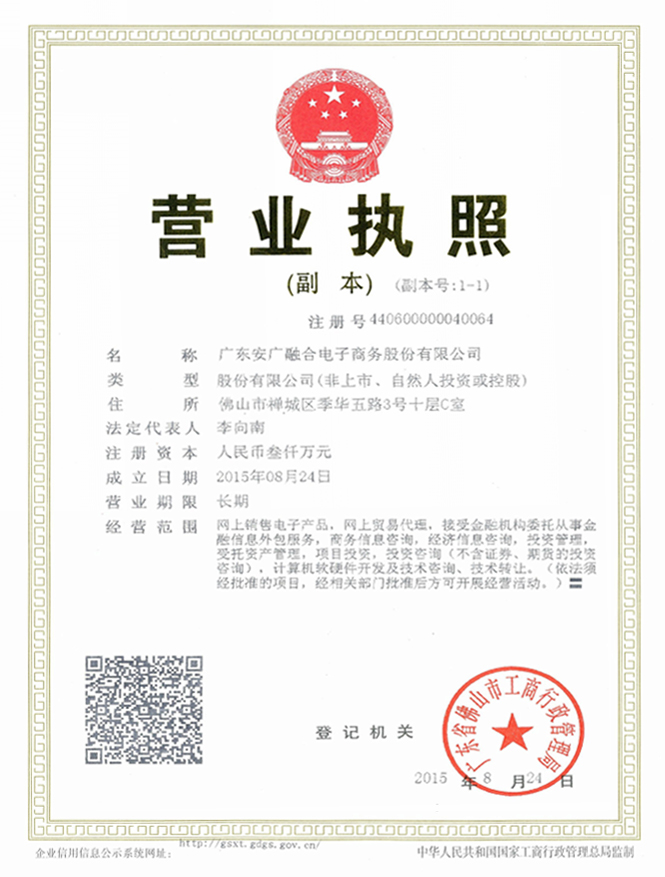 营业执照
(副 本) (副本号:1-1)
注册号440600000040064
名 称 广东安广融合电子商务股份有限公司
类 型 股份有限公司(非上市、自然人投资或控股)
住 所 佛山市禅城区季华五路3号十层C室
法定代表人 李向南
注册资本 人民币叁仟万元
成立日期 2015年08月24日
营业期限 长期
经营范围 网上销售电子产品，网上贸易代理，接受金融机构委托从事金
融信息外包服务，商务信息咨询，经济信息咨询，投资管理，
受托资产管理，项目投资，投资咨询（不含证券、期货的投资
咨询），计算机软硬件开发及技术咨询、技术转让。（依法须
经批准的项目，经相关部门批准后方可开展经营活动。）
广东省佛山市工商行政管理局
登记机关
2015 年 8 月 24 日
企业信用信息公示系统网址： http://gsxt.gdgs.gov.cn/
中华人民共和国国家工商行政管理总局监制